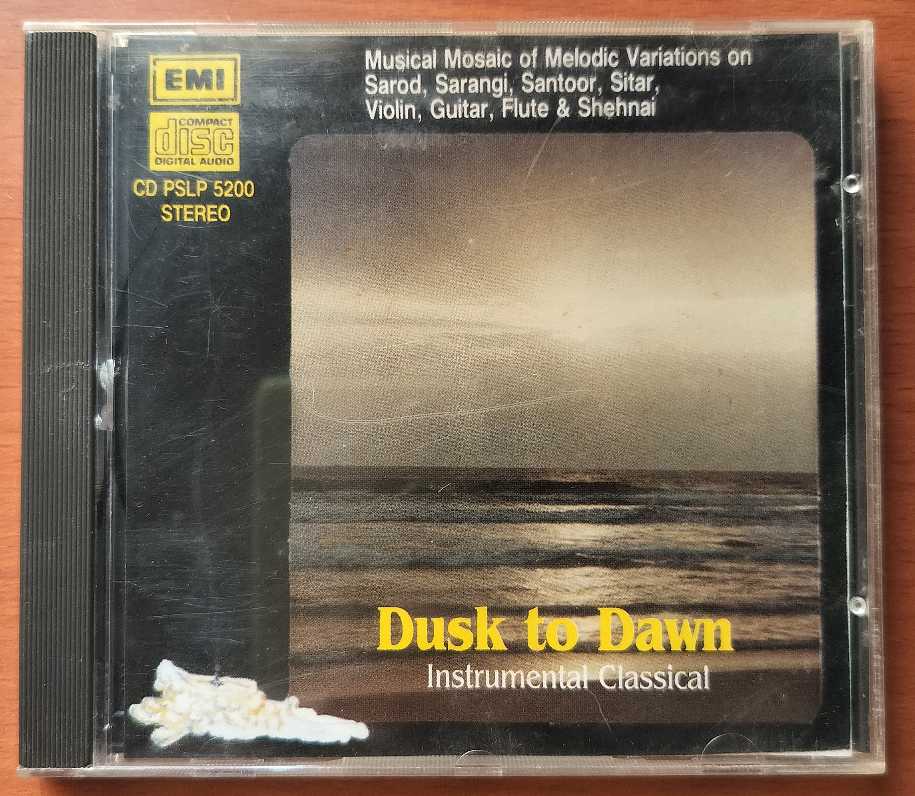 EMI
COMPACT
disc
DIGITAL AUDIO
CD PSLP 5200
STEREO
Musical Mosaic of Melodic Variations on
Sarod, Sarangi, Santoor, Sitar,
Violin, Guitar, Flute & Shehnai
Dusk to Dawn
Instrumental Classical